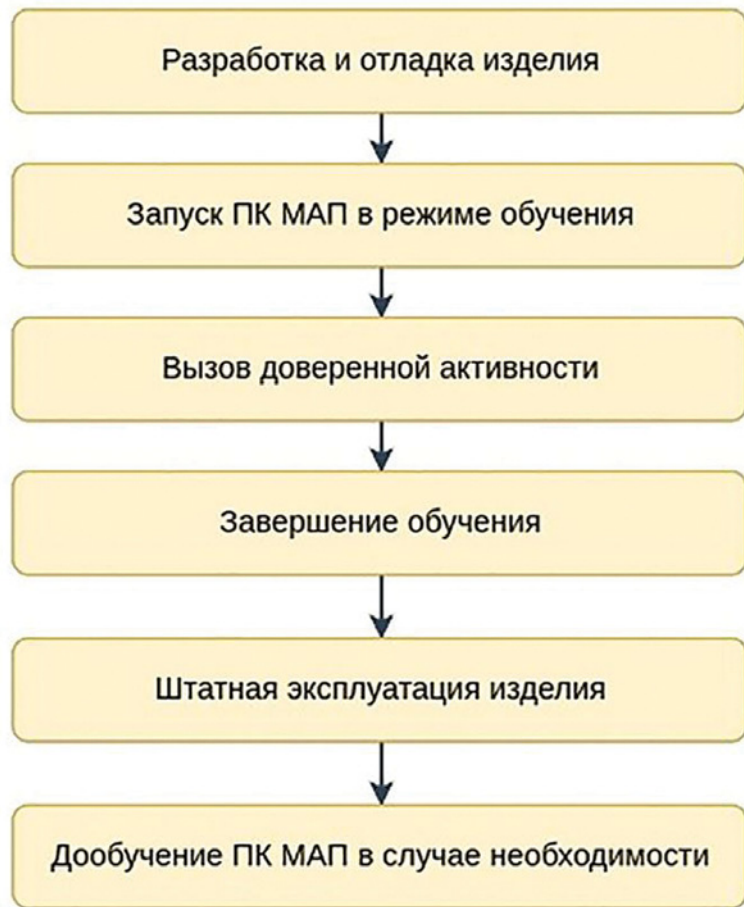 Разработка и отладка изделия
Запуск ПК МАП в режиме обучения
Вызов доверенной активности
Завершение обучения
Штатная эксплуатация изделия
Дообучение ПК МАП в случае необходимости